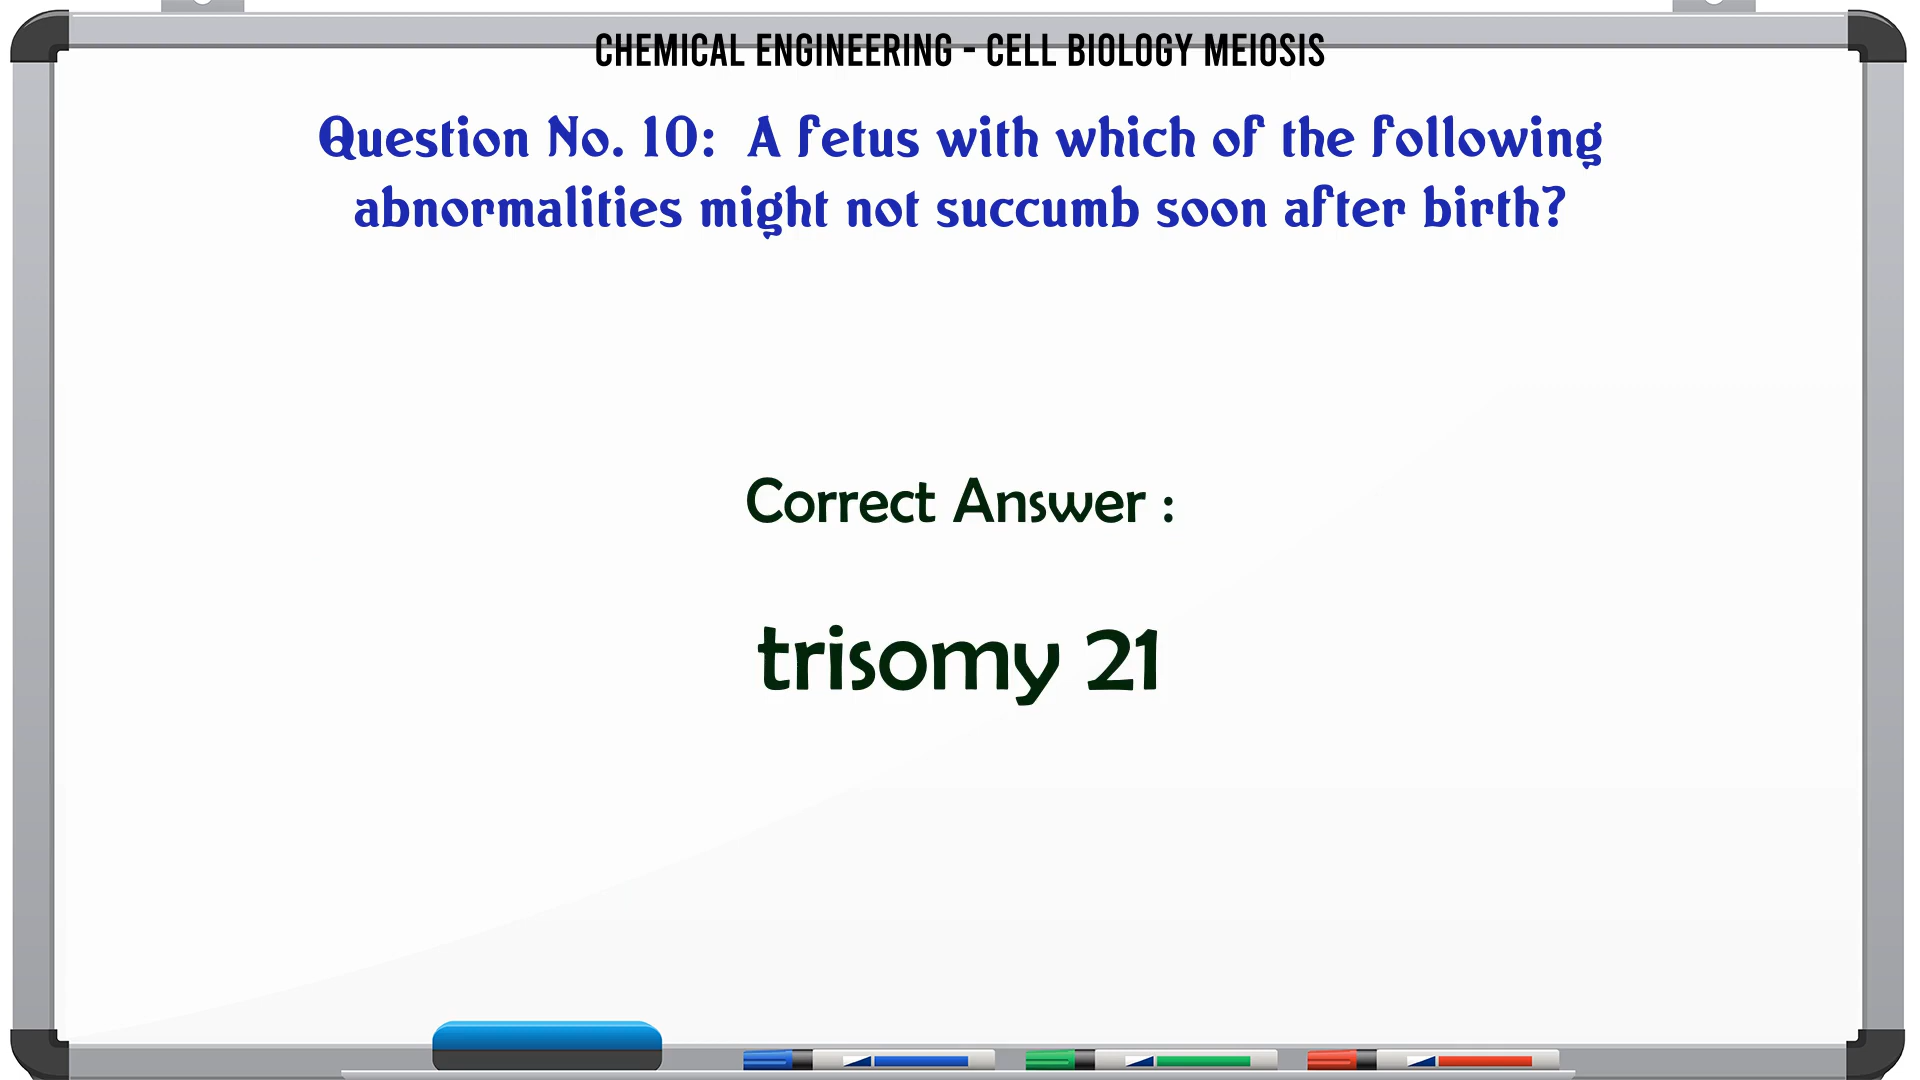 CHEMICAL ENGINEERING - CELL BIOLOGY MEIOSIS
Question No. 10: A fetus with which of the following
abnormalities might not succumb soon after birth?
Correct Answer :
trisomy 21